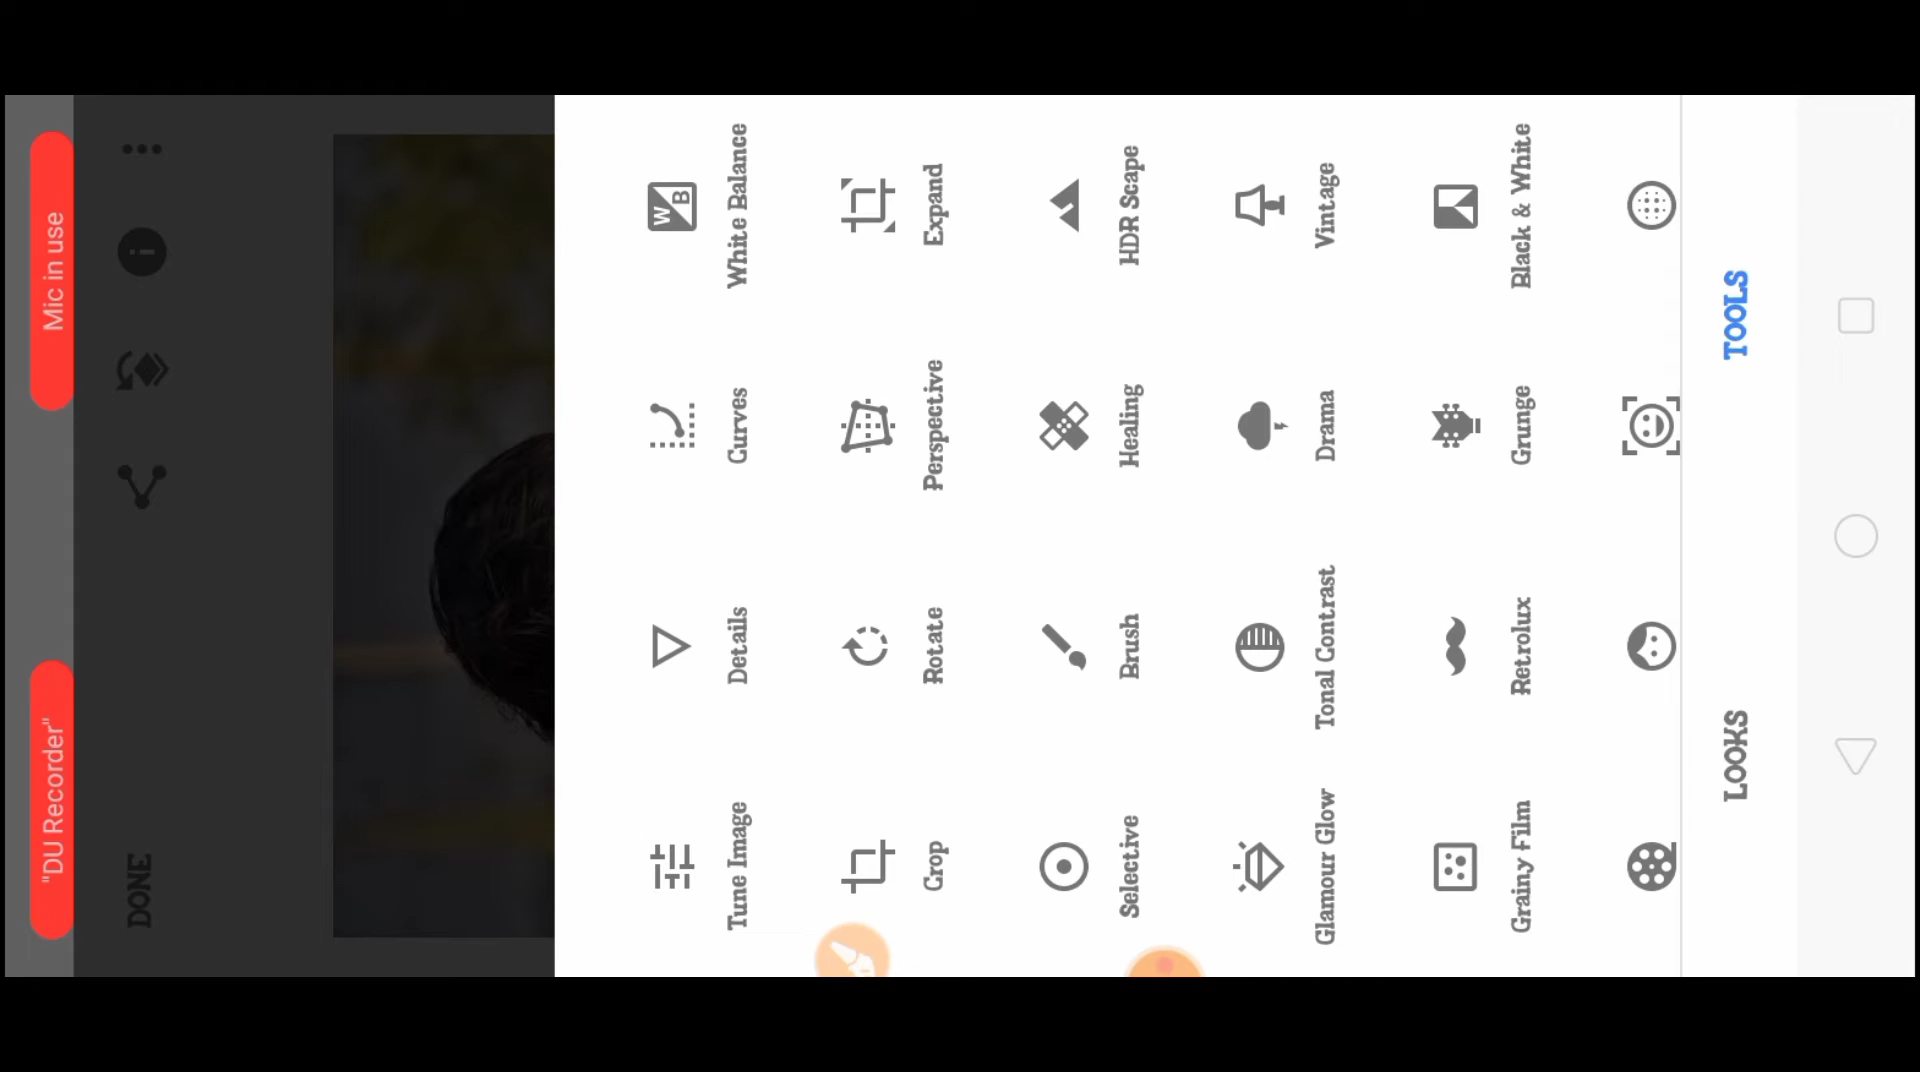 "DU Recorder" Mic in use
DONE
Tune Image Details Curves White Balance
Crop Rotate Perspective Expand
Selective Brush Healing HDR Scape
Glamour Glow Tonal Contrast Drama Vintage
Grainy Film Retrolux Grunge Black & White
LOOKS TOOLS